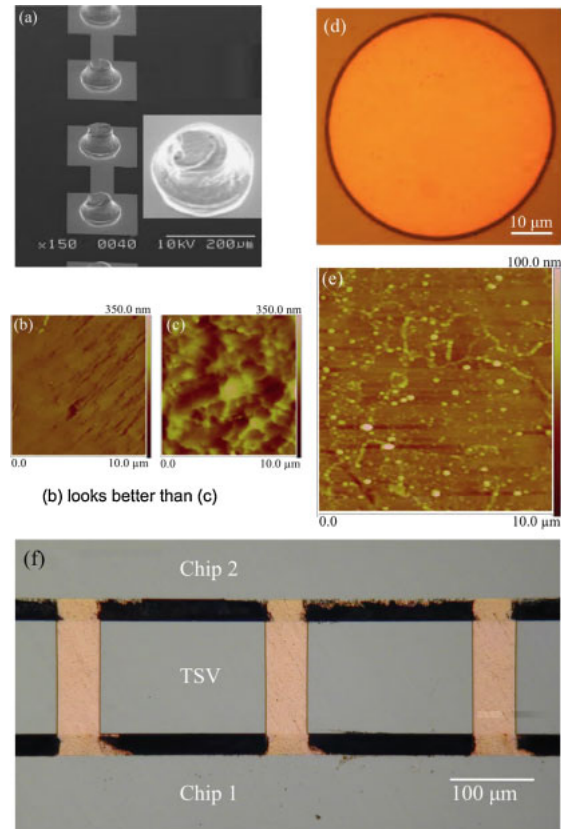 (a)
x150 0040 10kV 200µm
(d)
10 µm
350.0 nm
(b)
0.0 10.0 µm
350.0 nm
(c)
0.0 10.0 µm
(b) looks better than (c)
100.0 nm
(e)
0.0 10.0 µm
(f)
Chip 2
TSV
Chip 1
100 µm